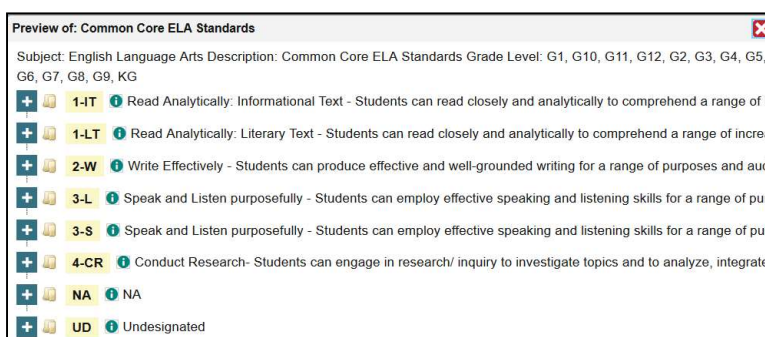 Preview of: Common Core ELA Standards
Subject: English Language Arts Description: Common Core ELA Standards Grade Level: G1, G10, G11, G12, G2, G3, G4, G5,
G6, G7, G8, G9, KG
1-IT Read Analytically: Informational Text - Students can read closely and analytically to comprehend a range of
1-LT Read Analytically: Literary Text - Students can read closely and analytically to comprehend a range of
2-W Write Effectively - Students can produce effective and well-grounded writing for a range of purposes and
3-L Speak and Listen purposefully - Students can employ effective speaking and listening skills for a range of
3-S Speak and Listen purposefully - Students can employ effective speaking and listening skills for a range of
4-CR Conduct Research- Students can engage in research/ inquiry to investigate topics and to analyze, integrate
NA NA
UD Undesignated